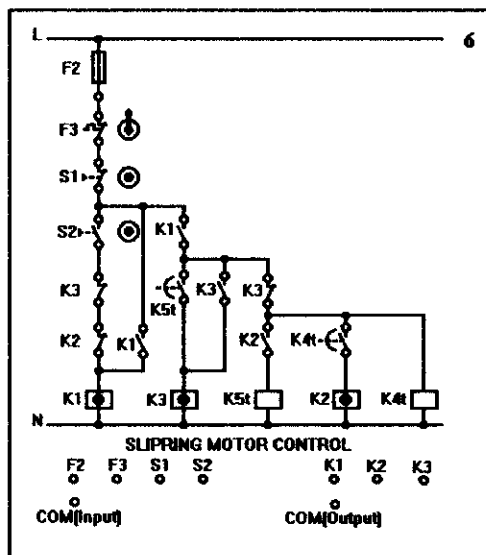 L 6
F2
F3
S1
S2 K1
K5t K3 K3
K3
K2 K1 K2 K4t
K1 K3 K5t K2 K4t
N
SLIPRING MOTOR CONTROL
F2 F3 S1 S2 K1 K2 K3
COM(Input) COM(Output)